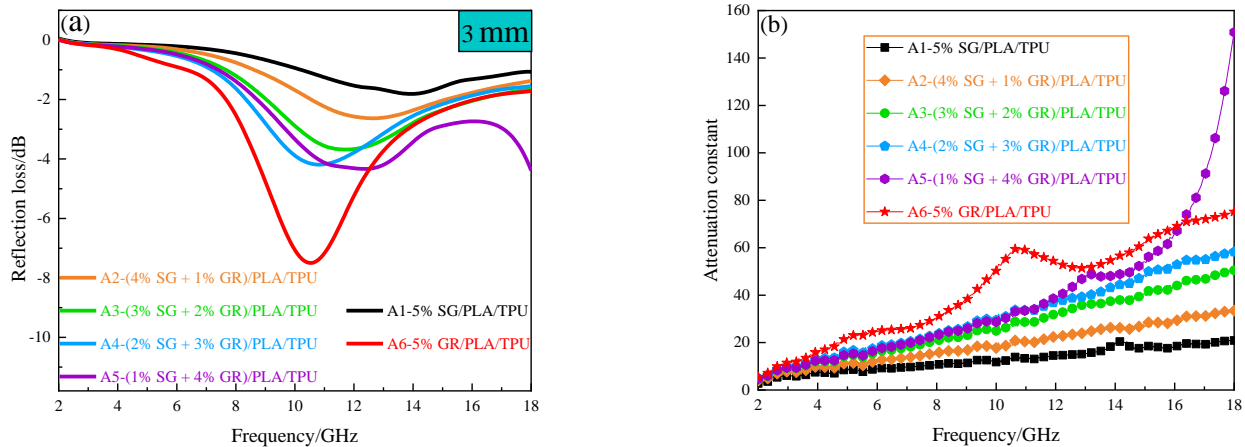 (a)
3 mm
0
-2
-4
-6
-8
-10
Reflection loss/dB
A2-(4% SG + 1% GR)/PLA/TPU
A3-(3% SG + 2% GR)/PLA/TPU
A4-(2% SG + 3% GR)/PLA/TPU
A5-(1% SG + 4% GR)/PLA/TPU
A1-5% SG/PLA/TPU
A6-5% GR/PLA/TPU
2 4 6 8 10 12 14 16 18
Frequency/GHz
(b)
160
140
120
100
80
60
40
20
0
Attenuation constant
A1-5% SG/PLA/TPU
A2-(4% SG + 1% GR)/PLA/TPU
A3-(3% SG + 2% GR)/PLA/TPU
A4-(2% SG + 3% GR)/PLA/TPU
A5-(1% SG + 4% GR)/PLA/TPU
A6-5% GR/PLA/TPU
2 4 6 8 10 12 14 16 18
Frequency/GHz